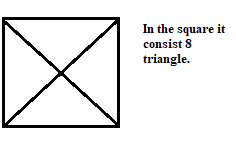 In the square it
consist 8
triangle.